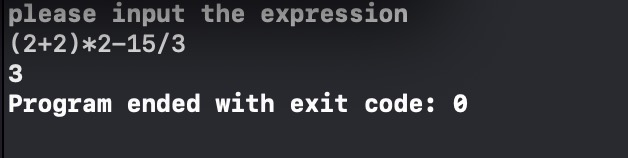 please input the expression
(2+2)*2-15/3
3
Program ended with exit code: 0